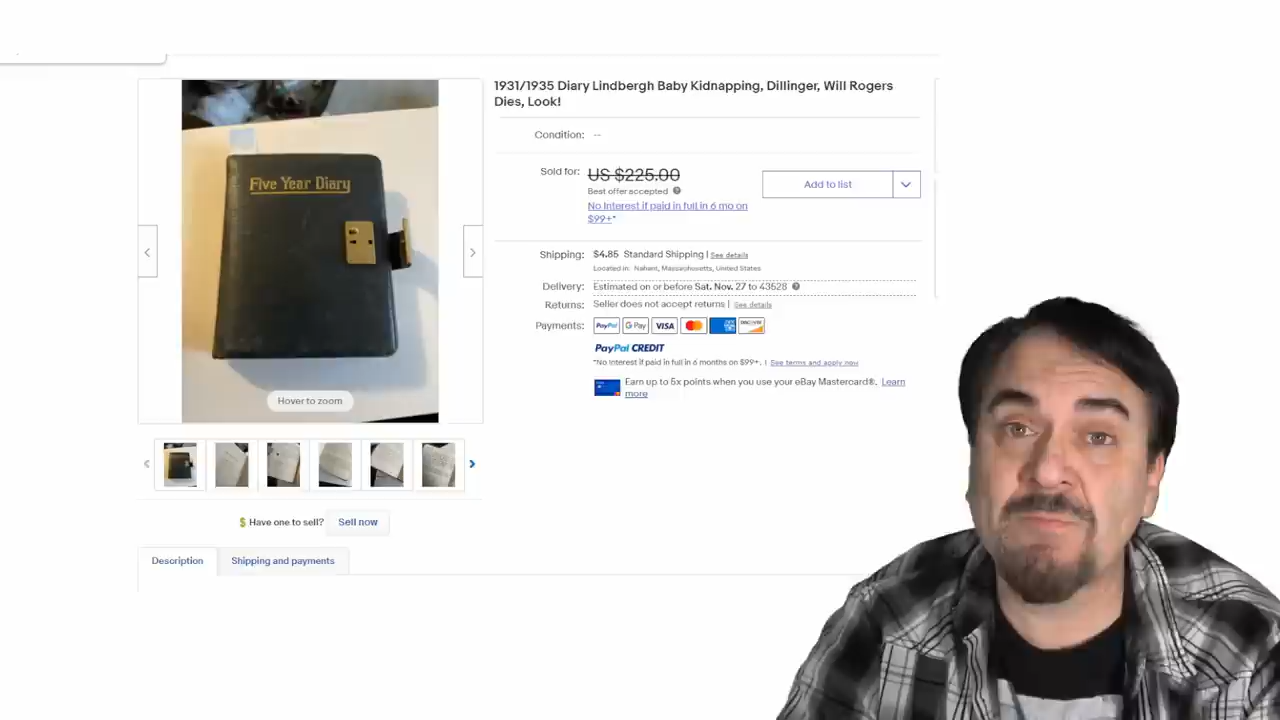 1931/1935 Diary Lindbergh Baby Kidnapping, Dillinger, Will Rogers
Dies, Look!
Condition: --
Sold for: US $225.00
Best offer accepted
No Interest if paid in full in 6 mo on
$99+*
Add to list
Shipping: $4.85 Standard Shipping | See details
Located in: Nahant, Massachusetts, United States
Delivery: Estimated on or before Sat. Nov. 27 to 43528
Returns: Seller does not accept returns | See details
Payments: PayPal G Pay VISA DISCOVER
PayPal CREDIT
*No Interest if paid in full in 6 months on $99+. | See terms and apply now
Earn up to 5x points when you use your eBay Mastercard®. Learn
more
Five Year Diary
Hover to zoom
$ Have one to sell? Sell now
Description Shipping and payments